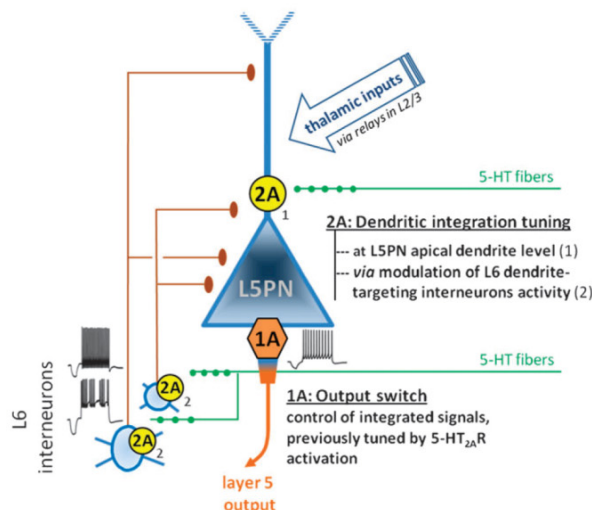 thalamic inputs
via relays in L2/3
5-HT fibers
2A
1
2A: Dendritic integration tuning
--- at L5PN apical dendrite level (1)
--- via modulation of L6 dendrite-
targeting interneurons activity (2)
L5PN
1A
5-HT fibers
2A
2
2A
2
L6
interneurons
1A: Output switch
control of integrated signals,
previously tuned by 5-HT2AR
activation
layer 5
output